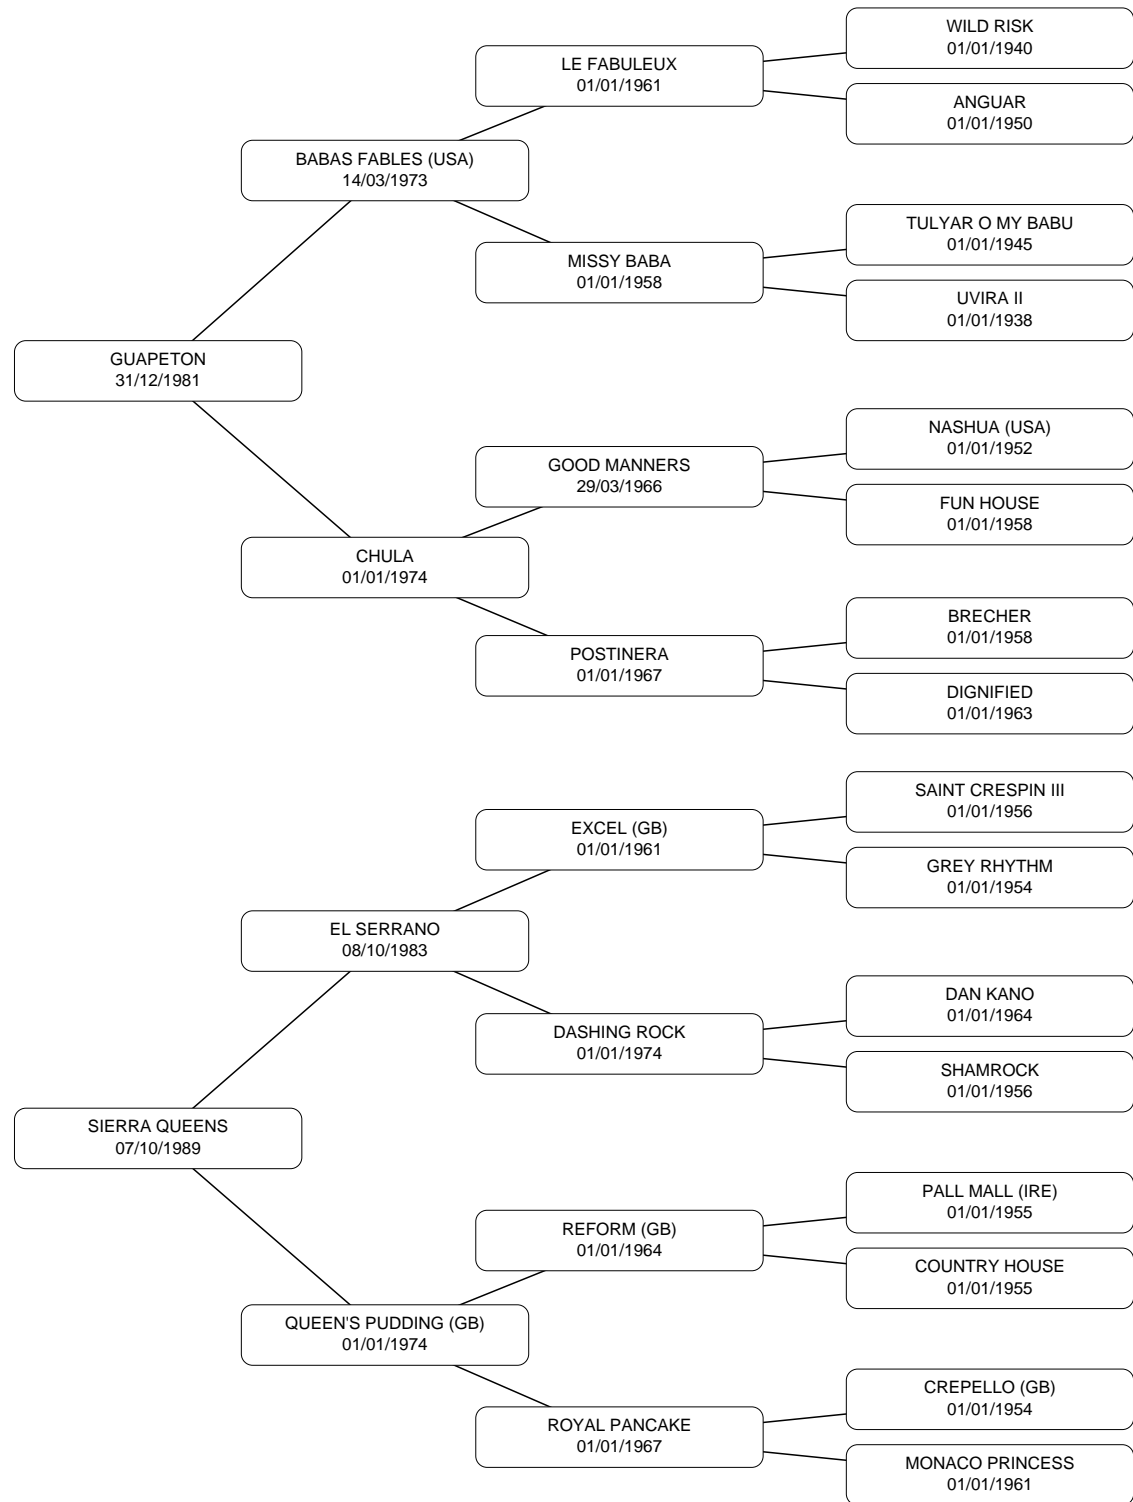 WILD RISK
01/01/1940
LE FABULEUX
01/01/1961
ANGUAR
01/01/1950
BABAS FABLES (USA)
14/03/1973
TULYAR O MY BABU
01/01/1945
MISSY BABA
01/01/1958
UVIRA II
01/01/1938
GUAPETON
31/12/1981
NASHUA (USA)
01/01/1952
GOOD MANNERS
29/03/1966
FUN HOUSE
01/01/1958
CHULA
01/01/1974
BRECHER
01/01/1958
POSTINERA
01/01/1967
DIGNIFIED
01/01/1963
SAINT CRESPIN III
01/01/1956
EXCEL (GB)
01/01/1961
GREY RHYTHM
01/01/1954
EL SERRANO
08/10/1983
DAN KANO
01/01/1964
DASHING ROCK
01/01/1974
SHAMROCK
01/01/1956
SIERRA QUEENS
07/10/1989
PALL MALL (IRE)
01/01/1955
REFORM (GB)
01/01/1964
COUNTRY HOUSE
01/01/1955
QUEEN'S PUDDING (GB)
01/01/1974
CREPELLO (GB)
01/01/1954
ROYAL PANCAKE
01/01/1967
MONACO PRINCESS
01/01/1961